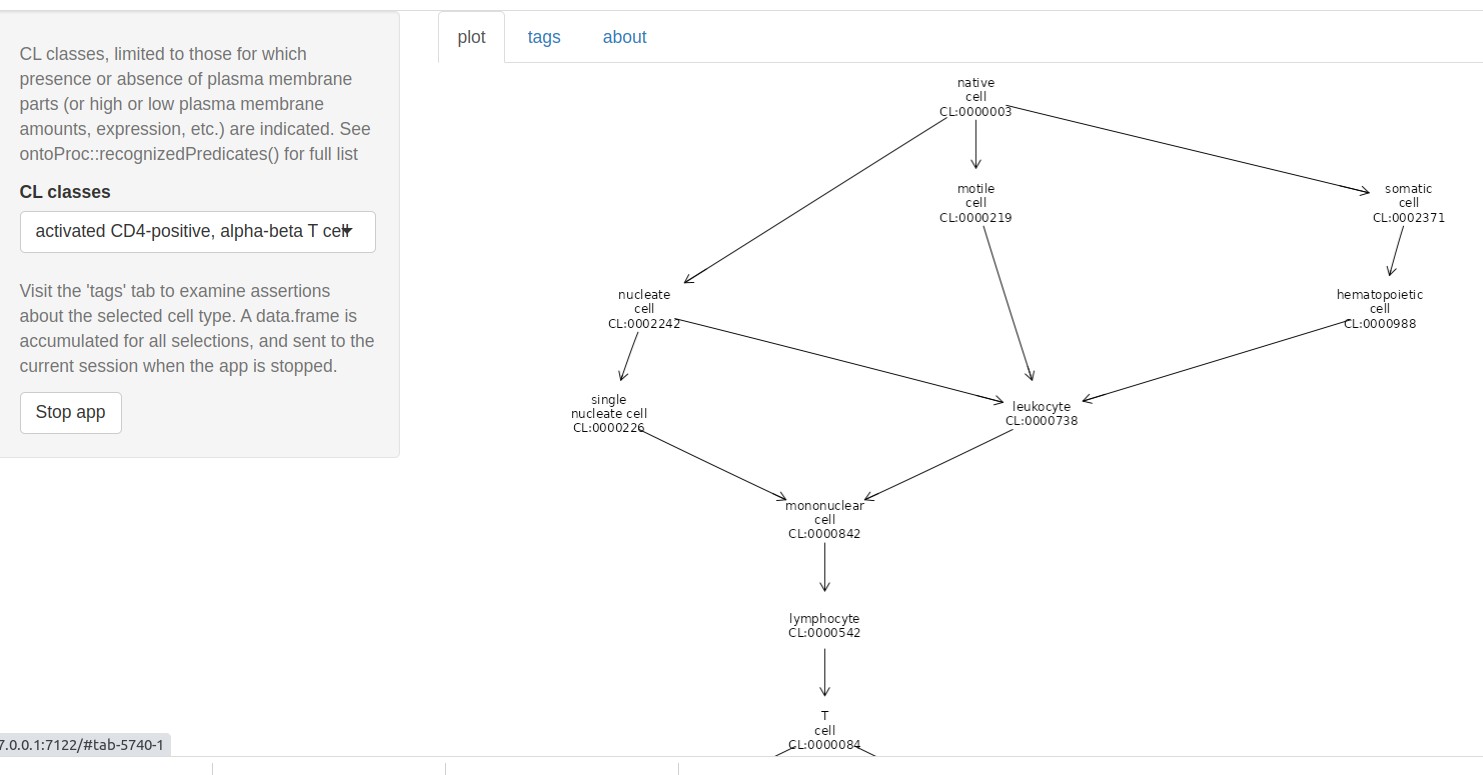 CL classes, limited to those for which
presence or absence of plasma membrane
parts (or high or low plasma membrane
amounts, expression, etc.) are indicated. See
ontoProc::recognizedPredicates() for full list
CL classes
activated CD4-positive, alpha-beta T cell
Visit the 'tags' tab to examine assertions
about the selected cell type. A data.frame is
accumulated for all selections, and sent to the
current session when the app is stopped.
Stop app
7.0.0.1:7122/#tab-5740-1
plot tags about
native
cell
CL:0000003
motile
cell
CL:0000219
somatic
cell
CL:0002371
nucleate
cell
CL:0002242
hematopoietic
cell
CL:0000988
single
nucleate cell
CL:0000226
leukocyte
CL:0000738
mononuclear
cell
CL:0000842
lymphocyte
CL:0000542
T
cell
CL:0000084